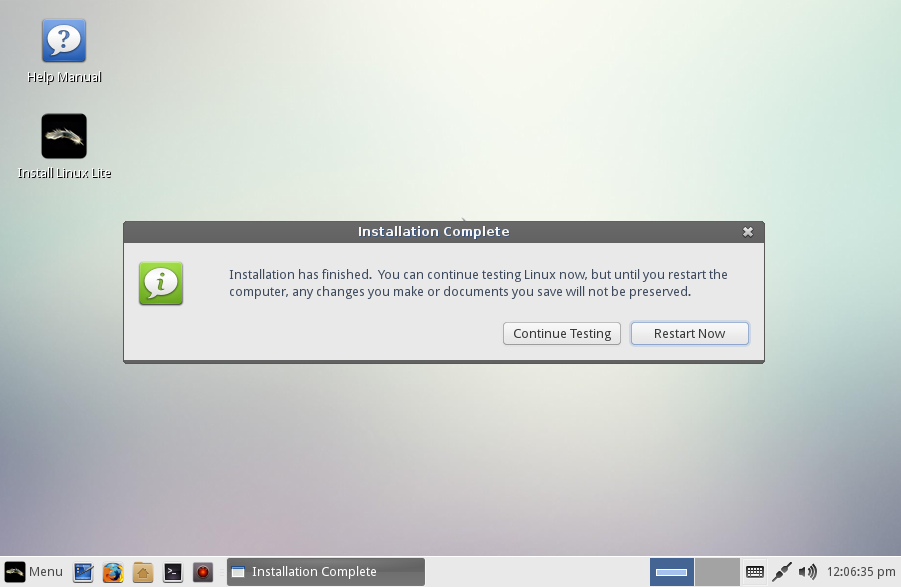 Help Manual
Install Linux Lite
Installation Complete
Installation has finished.  You can continue testing Linux now, but until you restart the
computer, any changes you make or documents you save will not be preserved.
Continue Testing
Restart Now
Menu
Installation Complete
12:06:35 pm